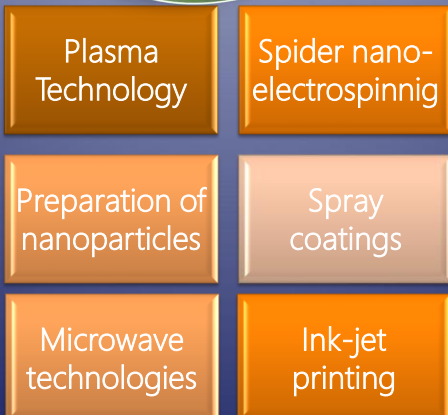 Plasma
Technology
Spider nano-
electrospinnig
Preparation of
nanoparticles
Spray
coatings
Microwave
technologies
Ink-jet
printing